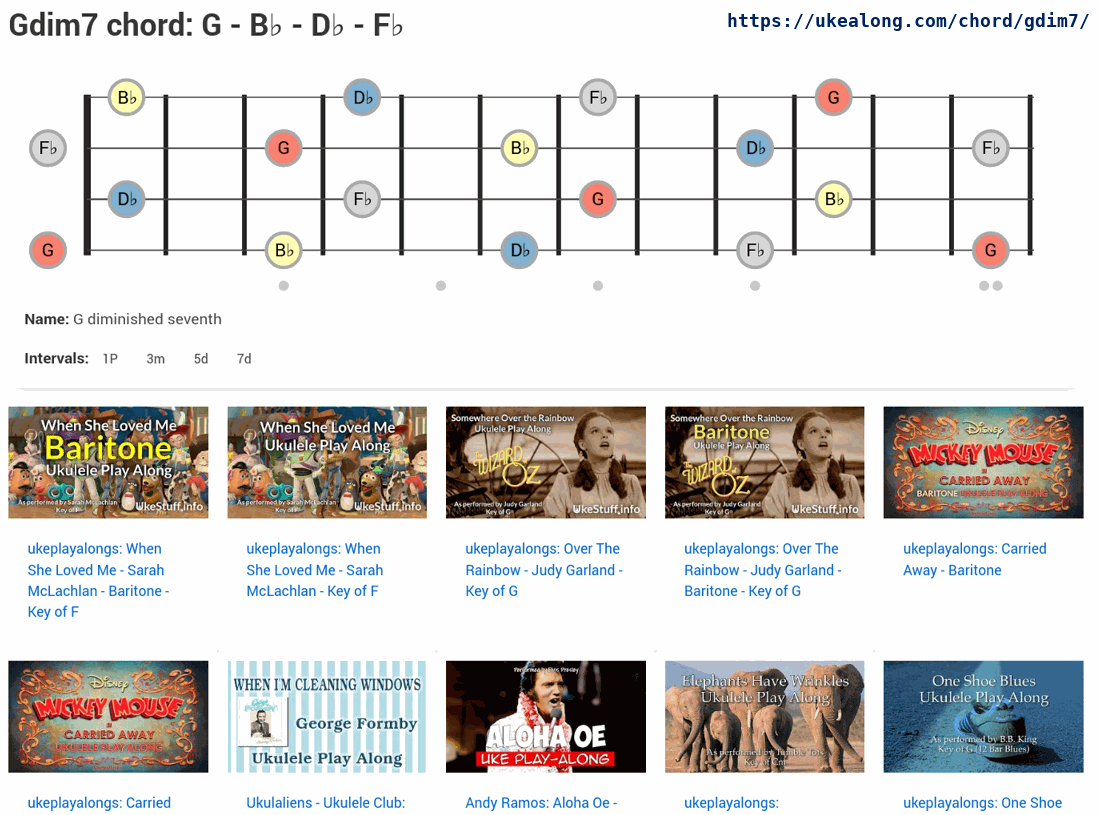 Gdim7 chord: G - B♭ - D♭ - F♭
https://ukealong.com/chord/gdim7/
B♭ D♭ F♭ G
F♭ G B♭ D♭ F♭
D♭ F♭ G B♭
G B♭ D♭ F♭ G
Name: G diminished seventh
Intervals: 1P 3m 5d 7d
When She Loved Me
Baritone
Ukulele Play Along
As performed by Sarah McLachlan
Key of F
UkeStuff.info
When She Loved Me
Ukulele Play Along
As performed by Sarah McLachlan
Key of F
UkeStuff.info
Somewhere Over the Rainbow
Ukulele Play Along
The
WIZARD
OF
OZ
As performed by Judy Garland
Key of G
UkeStuff.info
Somewhere Over the Rainbow
Baritone
Ukulele Play Along
The
WIZARD
OF
OZ
As performed by Judy Garland
Key of G
UkeStuff.info
Disney
MICKEY MOUSE
IN
CARRIED AWAY
BARITONE UKULELE PLAY ALONG
ukeplayalongs: When
She Loved Me - Sarah
McLachlan - Baritone -
Key of F
ukeplayalongs: When
She Loved Me - Sarah
McLachlan - Key of F
ukeplayalongs: Over The
Rainbow - Judy Garland -
Key of G
ukeplayalongs: Over The
Rainbow - Judy Garland -
Baritone - Key of G
ukeplayalongs: Carried
Away - Baritone
Disney
MICKEY MOUSE
IN
CARRIED AWAY
UKULELE PLAY ALONG
WHEN I'M CLEANING WINDOWS
George Formby
Ukulele Play Along
Performed by Elvis Presley
ALOHA OE
UKE PLAY-ALONG
Elephants Have Wrinkles
Ukulele Play Along
As performed by
Key of Cm
One Shoe Blues
Ukulele Play Along
As performed by B.B. King
Key of G (12 Bar Blues)
ukeplayalongs: Carried
Ukulaliens - Ukulele Club:
Andy Ramos: Aloha Oe -
ukeplayalongs:
ukeplayalongs: One Shoe